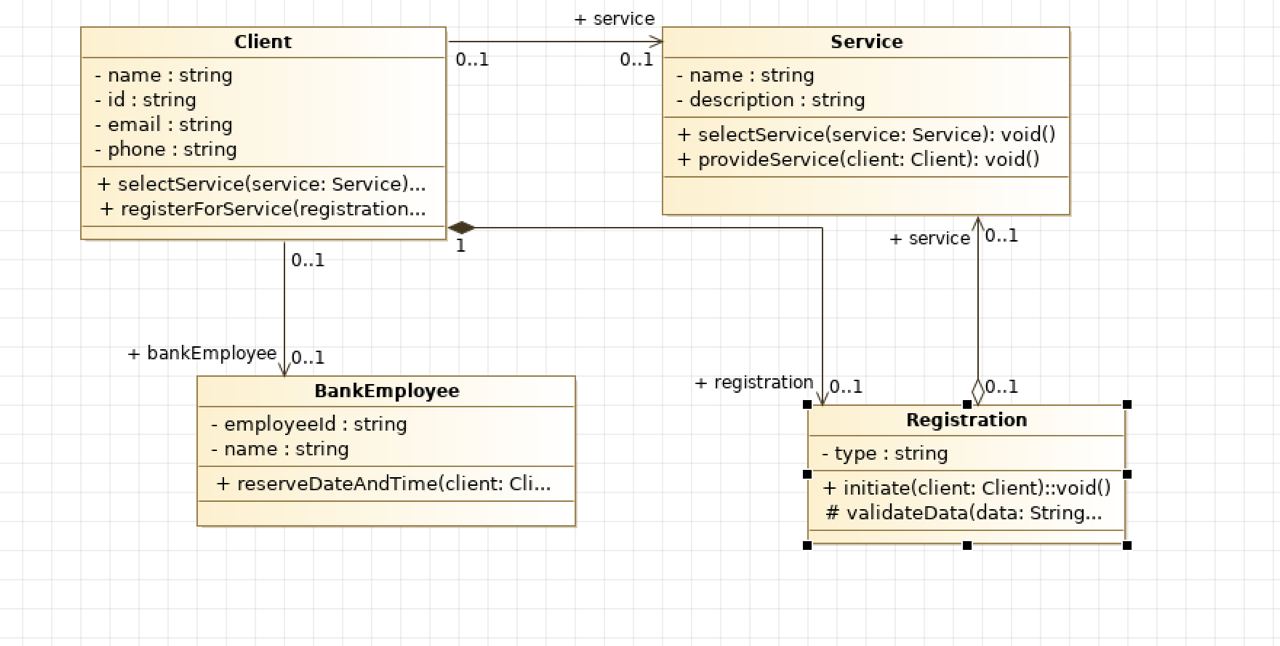 + service
Client
Service
0..1
0..1
- name : string
- id : string
- email : string
- phone : string
- name : string
- description : string
+ selectService(service: Service): void()
+ provideService(client: Client): void()
+ selectService(service: Service)...
+ registerForService(registration...
1
+ service
0..1
0..1
+ bankEmployee
0..1
+ registration
0..1
0..1
BankEmployee
- employeeId : string
- name : string
+ reserveDateAndTime(client: Cli...
Registration
- type : string
+ initiate(client: Client)::void()
# validateData(data: String...